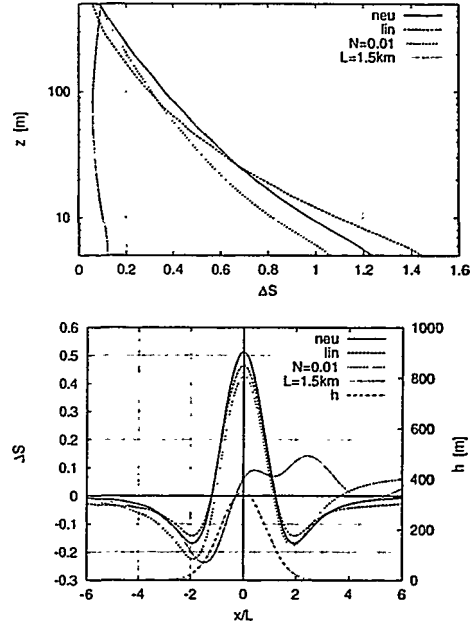 neu
lin
N=0.01
L=1.5km
z [m]
100
10
0 0.2 0.4 0.6 0.8 1 1.2 1.4 1.6
ΔS
0.6 1000
neu
lin
N=0.01
L=1.5km
h
0.5
0.4 800
0.3
0.2 600
0.1
0 400
-0.1
-0.2 200
-0.3 0
ΔS
h [m]
-6 -4 -2 0 2 4 6
x/L